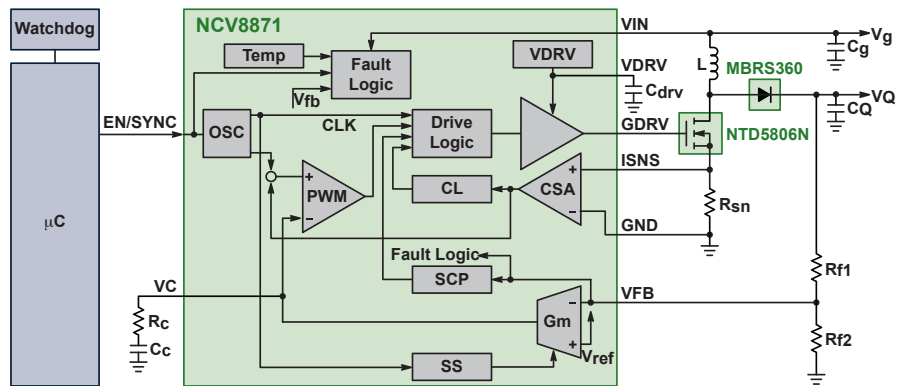 NCV8871
VIN
Vg
Watchdog
Temp
Fault
Logic
VDRV
VDRV
Cg
L
MBRS360
Vfb
Cdrv
VQ
CQ
EN/SYNC
OSC
CLK
Drive
Logic
GDRV
NTD5806N
ISNS
+
PWM
−
CL
+
CSA
−
Rsn
GND
µC
Fault Logic
SCP
Rf1
VC
VFB
−
Gm
+
Vref
Rc
Cc
Rf2
SS